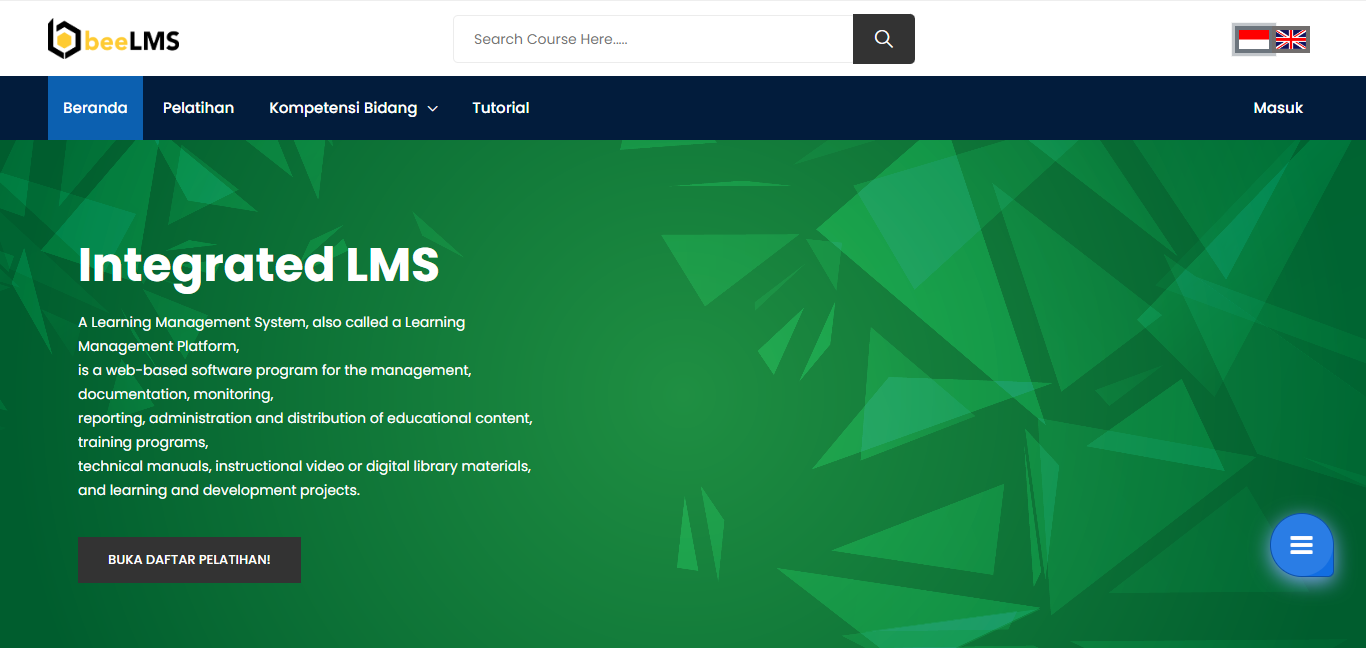 beeLMS
Search Course Here.....
Beranda
Pelatihan
Kompetensi Bidang
Tutorial
Masuk
Integrated LMS
A Learning Management System, also called a Learning
Management Platform,
is a web-based software program for the management,
documentation, monitoring,
reporting, administration and distribution of educational content,
training programs,
technical manuals, instructional video or digital library materials,
and learning and development projects.
BUKA DAFTAR PELATIHAN!